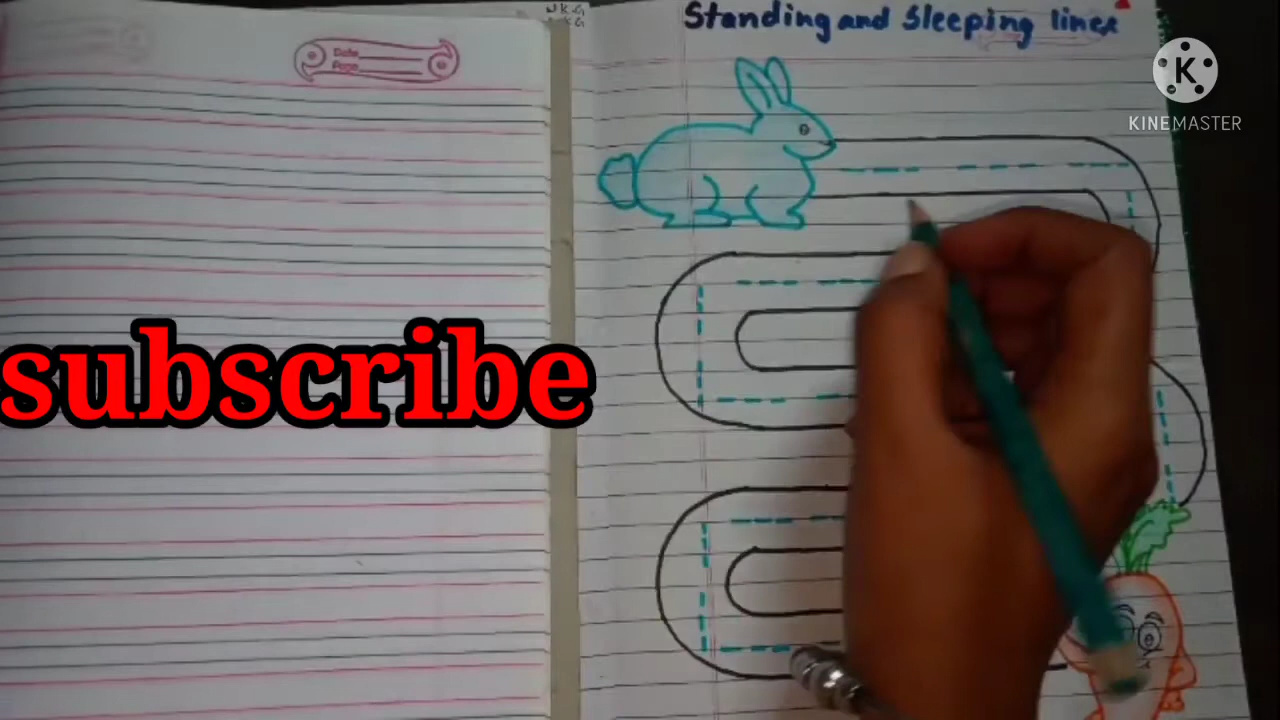 Standing and Sleeping lines
Date
Page
K
KINEMASTER
subscribe